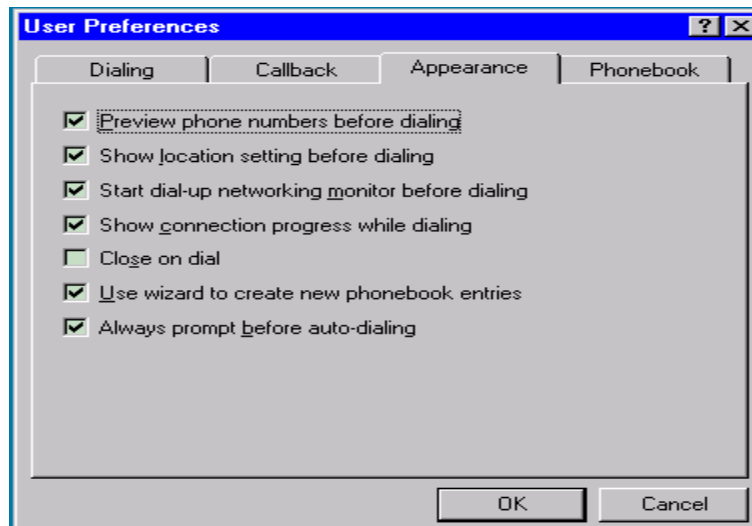 User Preferences
Dialing Callback Appearance Phonebook
Preview phone numbers before dialing
Show location setting before dialing
Start dial-up networking monitor before dialing
Show connection progress while dialing
Close on dial
Use wizard to create new phonebook entries
Always prompt before auto-dialing
OK Cancel